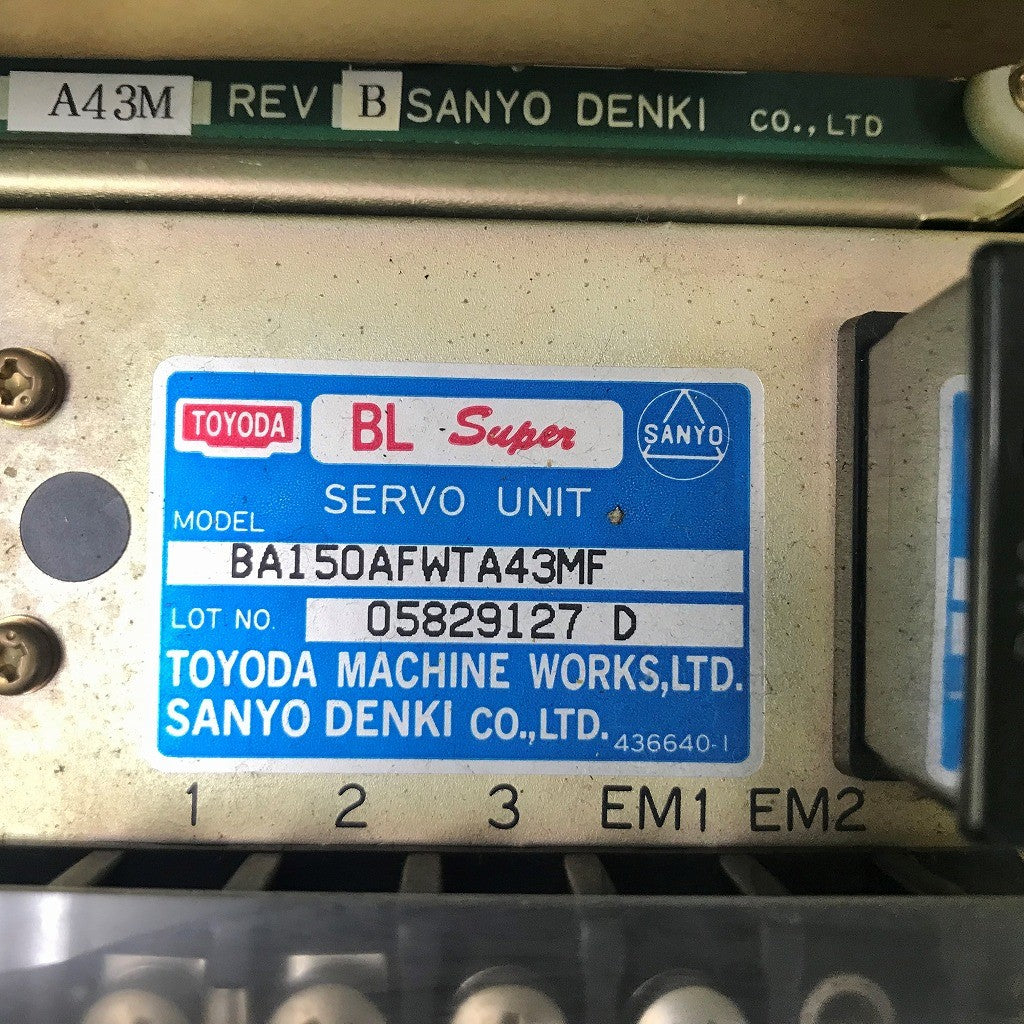 A43M REV B SANYO DENKI CO., LTD
TOYODA BL Super SANYO
SERVO UNIT
MODEL
BA150AFWTA43MF
LOT NO. 05829127 D
TOYODA MACHINE WORKS,LTD.
SANYO DENKI CO.,LTD. 436640-1
1 2 3 EM1 EM2